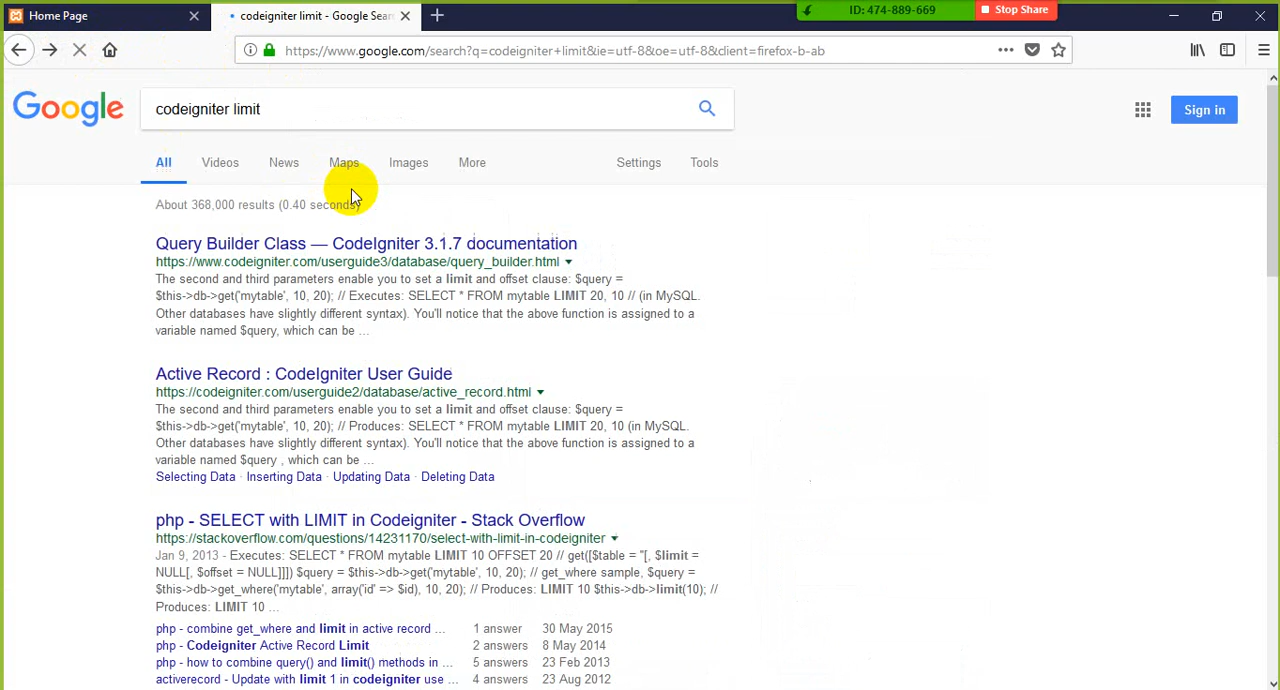 Home Page
codeigniter limit - Google Sear
ID: 474-889-669
Stop Share
https://www.google.com/search?q=codeigniter+limit&ie=utf-8&oe=utf-8&client=firefox-b-ab
Google
codeigniter limit
Sign in
All Videos News Maps Images More Settings Tools
About 368,000 results (0.40 seconds)
Query Builder Class — CodeIgniter 3.1.7 documentation
https://www.codeigniter.com/userguide3/database/query_builder.html
The second and third parameters enable you to set a limit and offset clause: $query =
$this->db->get('mytable', 10, 20); // Executes: SELECT * FROM mytable LIMIT 20, 10 // (in MySQL.
Other databases have slightly different syntax). You'll notice that the above function is assigned to a
variable named $query, which can be ...
Active Record : CodeIgniter User Guide
https://codeigniter.com/userguide2/database/active_record.html
The second and third parameters enable you to set a limit and offset clause: $query =
$this->db->get('mytable', 10, 20); // Produces: SELECT * FROM mytable LIMIT 20, 10 (in MySQL.
Other databases have slightly different syntax). You'll notice that the above function is assigned to a
variable named $query , which can be ...
Selecting Data · Inserting Data · Updating Data · Deleting Data
php - SELECT with LIMIT in Codeigniter - Stack Overflow
https://stackoverflow.com/questions/14231170/select-with-limit-in-codeigniter
Jan 9, 2013 - Executes: SELECT * FROM mytable LIMIT 10 OFFSET 20 // get([$table = "[, $limit =
NULL[, $offset = NULL]]]) $query = $this->db->get('mytable', 10, 20); // get_where sample, $query =
$this->db->get_where('mytable', array('id' => $id), 10, 20); // Produces: LIMIT 10 $this->db->limit(10); //
Produces: LIMIT 10 ...
php - combine get_where and limit in active record ... 1 answer 30 May 2015
php - Codeigniter Active Record Limit 2 answers 8 May 2014
php - how to combine query() and limit() methods in ... 5 answers 23 Feb 2013
activerecord - Update with limit 1 in codeigniter use ... 4 answers 23 Aug 2012